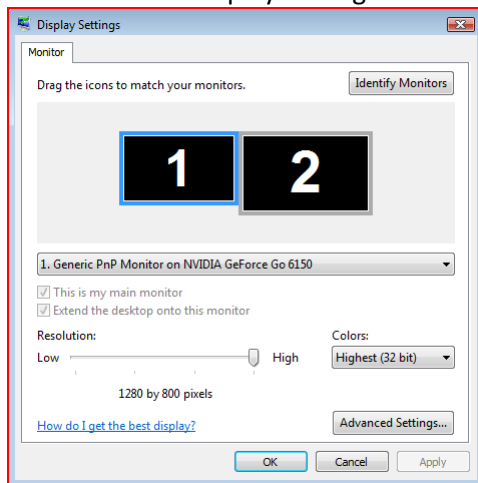 Display Settings
Monitor
Drag the icons to match your monitors.
Identify Monitors
1
2
1. Generic PnP Monitor on NVIDIA GeForce Go 6150
This is my main monitor
Extend the desktop onto this monitor
Resolution:
Colors:
Low
High
Highest (32 bit)
1280 by 800 pixels
How do I get the best display?
Advanced Settings...
OK
Cancel
Apply